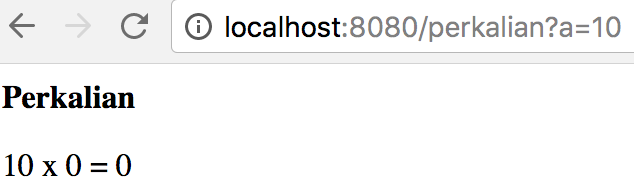 localhost:8080/perkalian?a=10
Perkalian
10 x 0 = 0